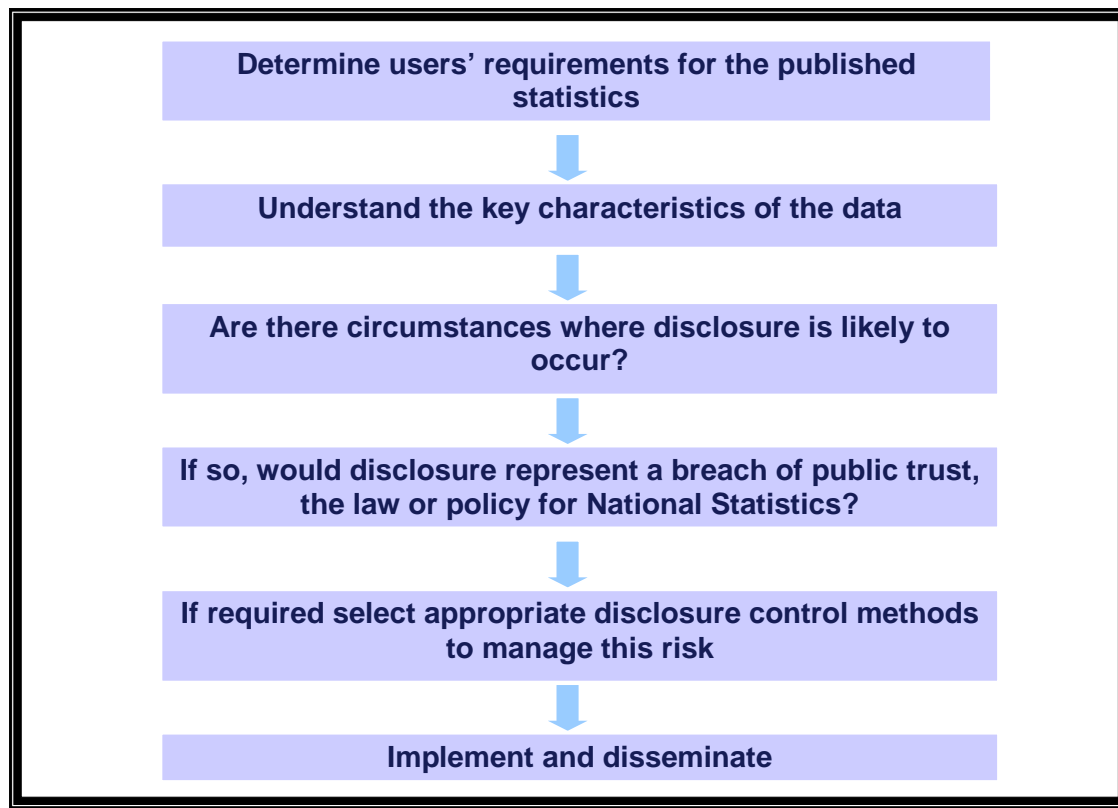 Determine users’ requirements for the published
statistics
Understand the key characteristics of the data
Are there circumstances where disclosure is likely to
occur?
If so, would disclosure represent a breach of public trust,
the law or policy for National Statistics?
If required select appropriate disclosure control methods
to manage this risk
Implement and disseminate